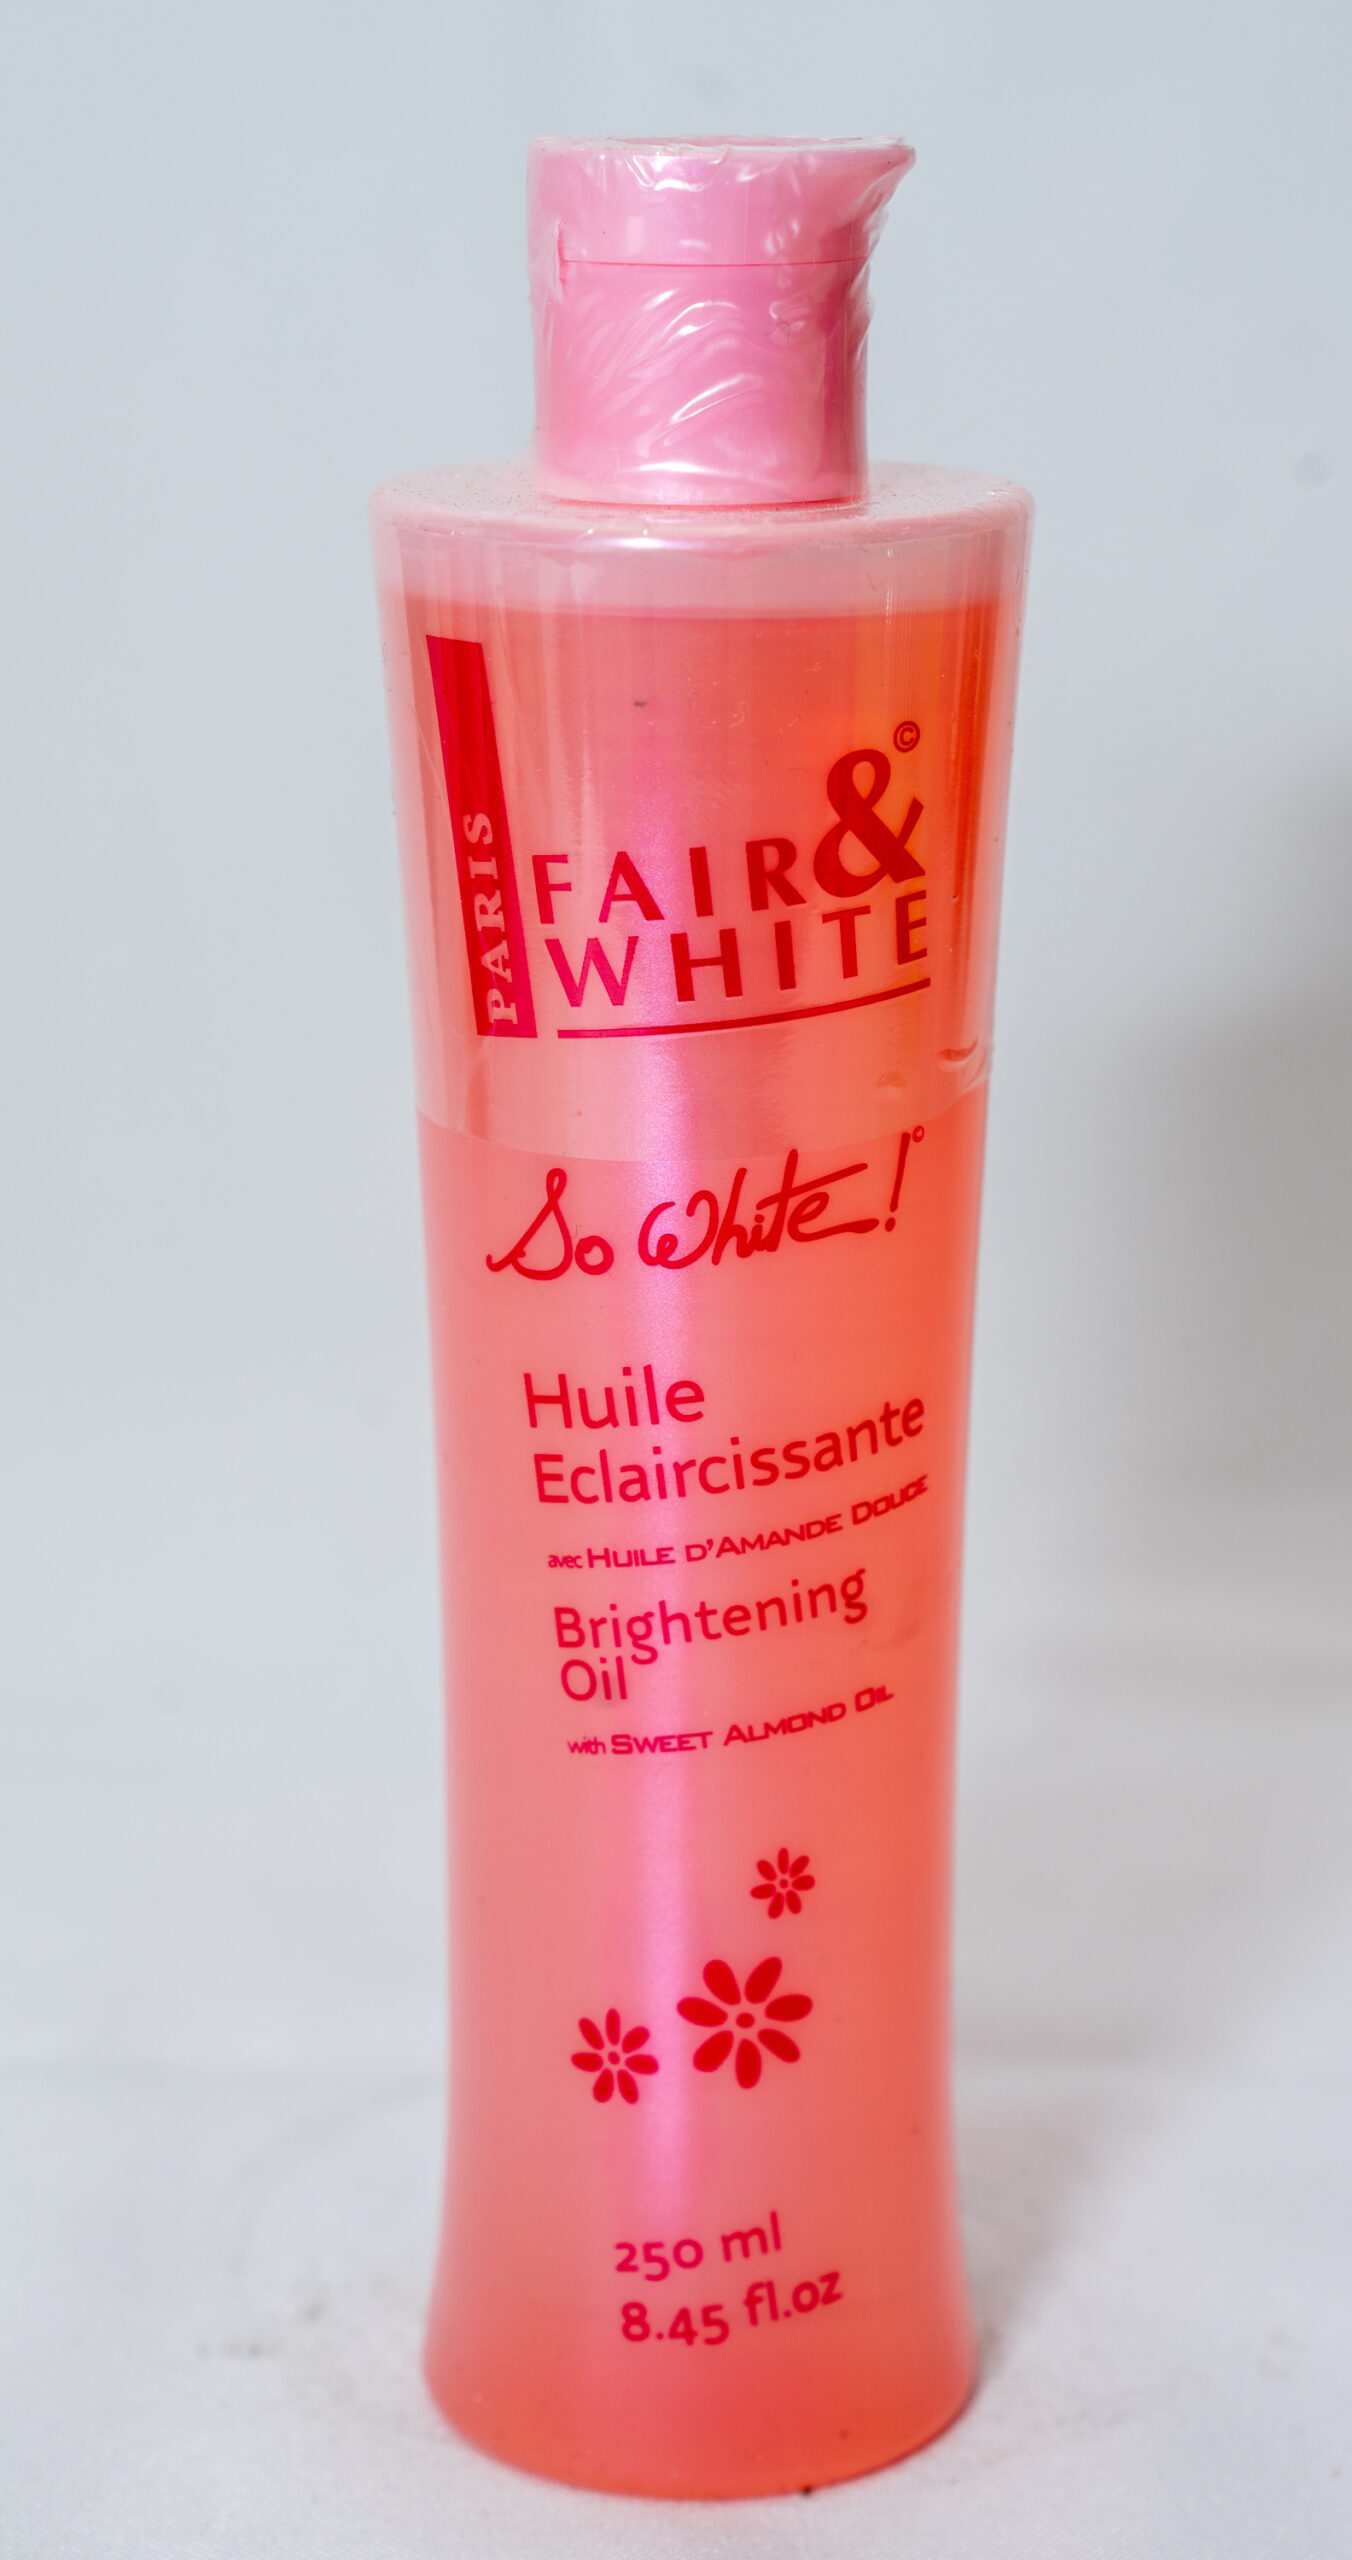 PARIS
FAIR&©
WHITE
So White!©
Huile
Eclaircissante
avec HUILE D'AMANDE DOUCE
Brightening
Oil
with SWEET ALMOND OIL
250 ml
8.45 fl.oz